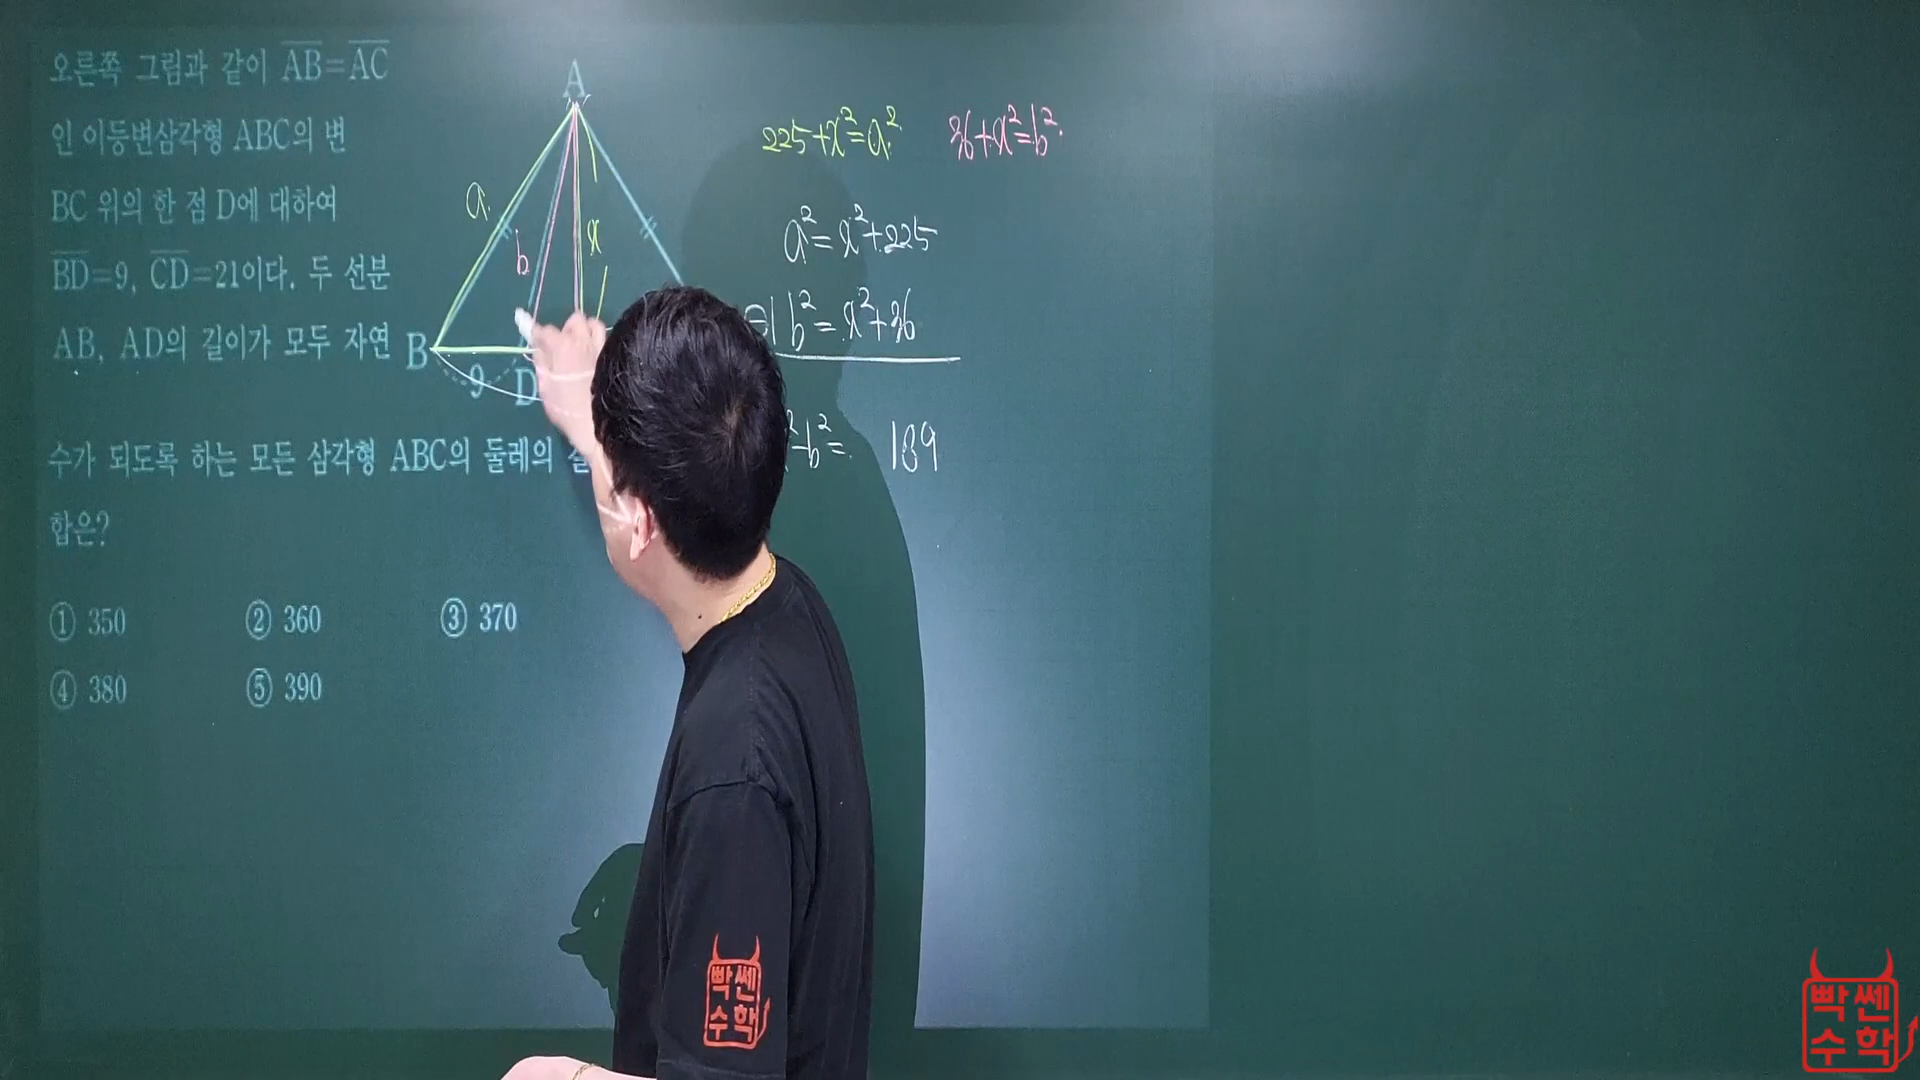 오른쪽 그림과 같이 AB=AC
인 이등변삼각형 ABC의 변
BC 위의 한 점 D에 대하여
BD=9, CD=21이다. 두 선분
AB, AD의 길이가 모두 자연
수가 되도록 하는 모든 삼각형 ABC의 둘레의
합은?
① 350 ② 360 ③ 370
④ 380 ⑤ 390
A
a
b
x
B
9
D
225+x²=a² 36+x²=b²
a²=x²+225
⊖ b²=x²+36
²-b²= 189
빡쎈
수학
빡쎈
수학